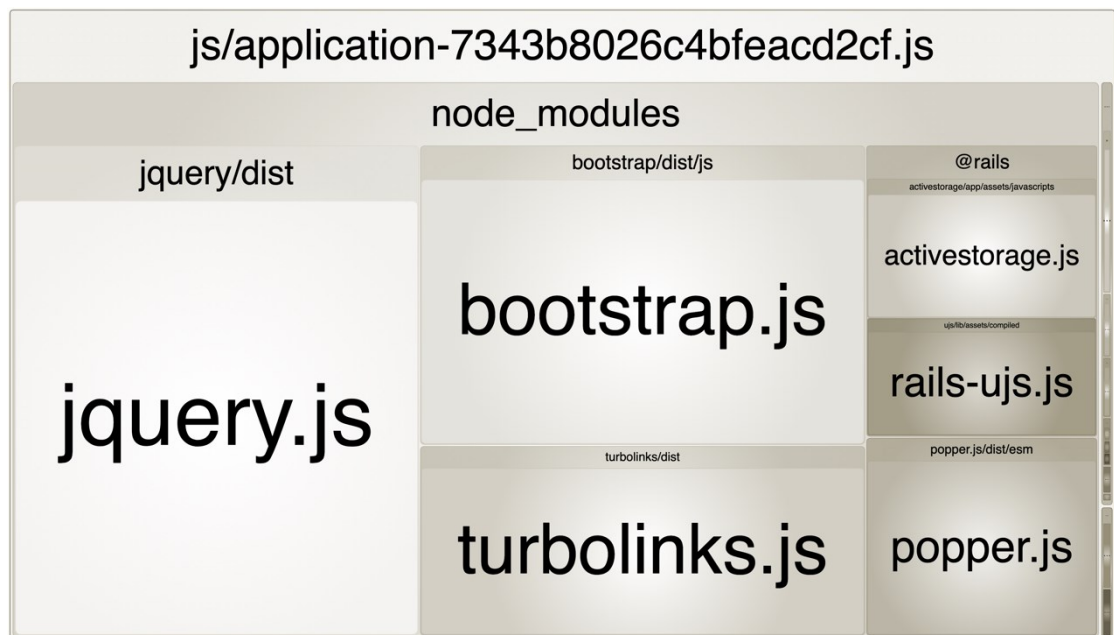 js/application-7343b8026c4bfeacd2cf.js
node_modules
jquery/dist
jquery.js
bootstrap/dist/js
bootstrap.js
turbolinks/dist
turbolinks.js
@rails
activestorage/app/assets/javascripts
activestorage.js
ujs/lib/assets/compiled
rails-ujs.js
popper.js/dist/esm
popper.js